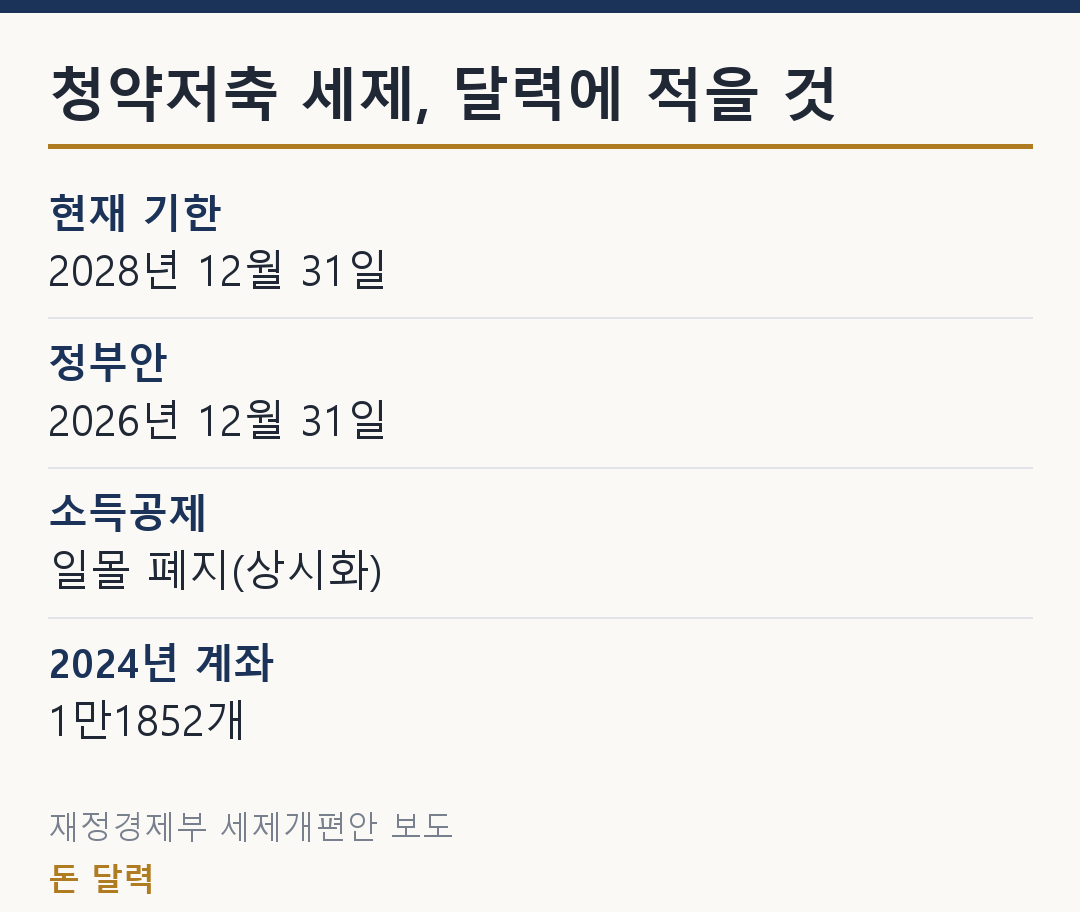 청약저축 세제, 달력에 적을 것
현재 기한
2028년 12월 31일
정부안
2026년 12월 31일
소득공제
일몰 폐지(상시화)
2024년 계좌
1만1852개
재정경제부 세제개편안 보도
돈 달력